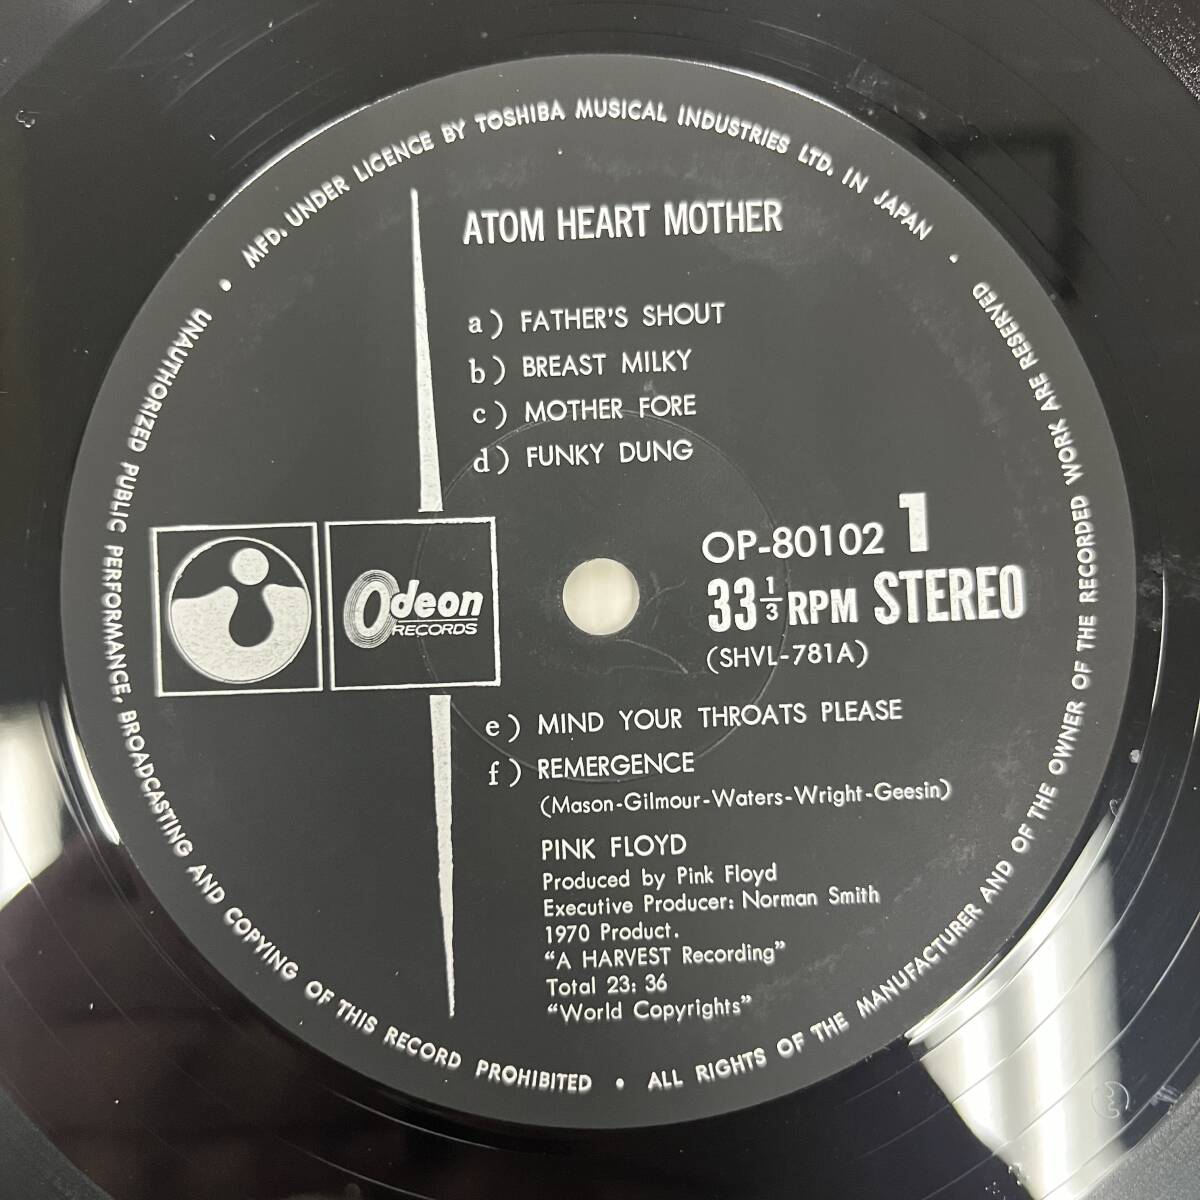 MFD. UNDER LICENCE BY TOSHIBA MUSICAL INDUSTRIES LTD. IN JAPAN •
ATOM HEART MOTHER
a) FATHER'S SHOUT
b) BREAST MILKY
c) MOTHER FORE
d) FUNKY DUNG
Odeon
RECORDS
OP-80102 1
33 1/3 RPM STEREO
(SHVL-781A)
e) MIND YOUR THROATS PLEASE
f) REMERGENCE
(Mason-Gilmour-Waters-Wright-Geesin)
PINK FLOYD
Produced by Pink Floyd
Executive Producer: Norman Smith
1970 Product.
"A HARVEST Recording"
Total 23: 36
"World Copyrights"
ALL RIGHTS OF THE MANUFACTURER AND OF THE OWNER OF THE RECORDED WORK ARE RESERVED
UNAUTHORIZED PUBLIC PERFORMANCE, BROADCASTING AND COPYING OF THIS RECORD PROHIBITED •